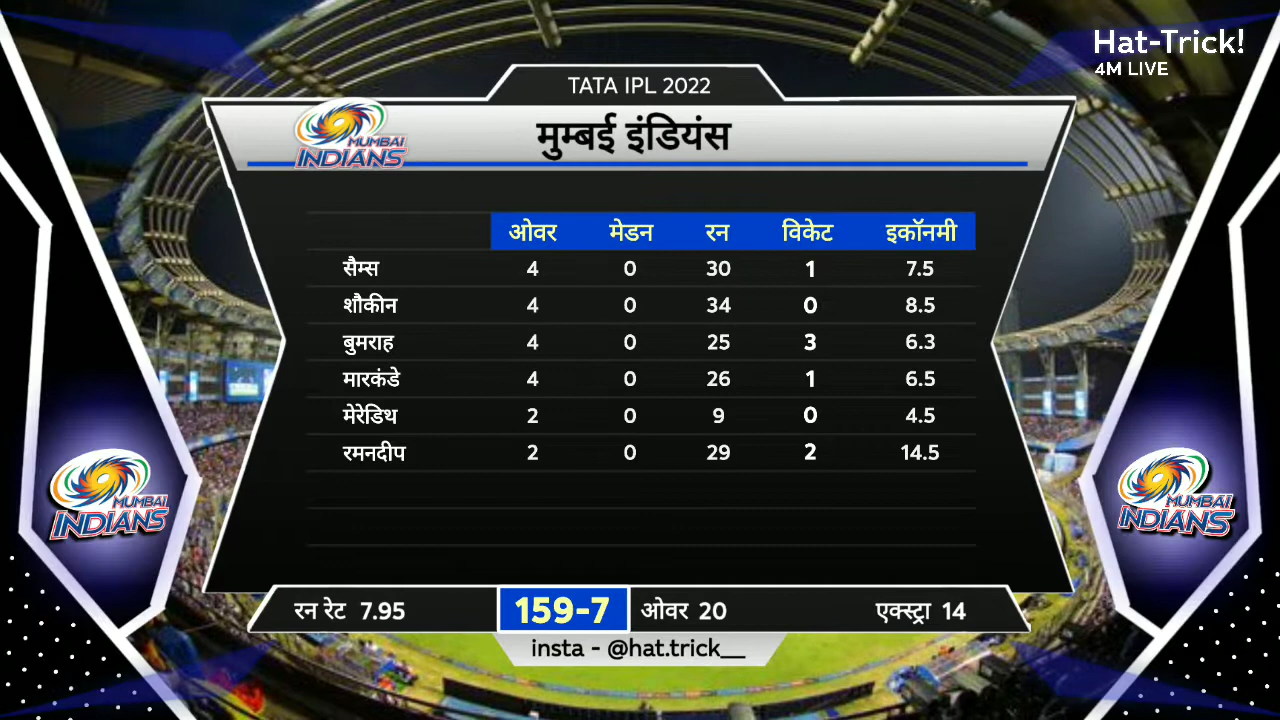 Hat-Trick!
4M LIVE
TATA IPL 2022
MUMBAI
INDIANS
मुम्बई इंडियंस
ओवर मेडन रन विकेट इकॉनमी
सैम्स 4 0 30 1 7.5
शौकीन 4 0 34 0 8.5
बुमराह 4 0 25 3 6.3
मारकंडे 4 0 26 1 6.5
मेरेडिथ 2 0 9 0 4.5
रमनदीप 2 0 29 2 14.5
MUMBAI
INDIANS
MUMBAI
INDIANS
रन रेट 7.95 159-7 ओवर 20 एक्स्ट्रा 14
insta - @hat.trick__